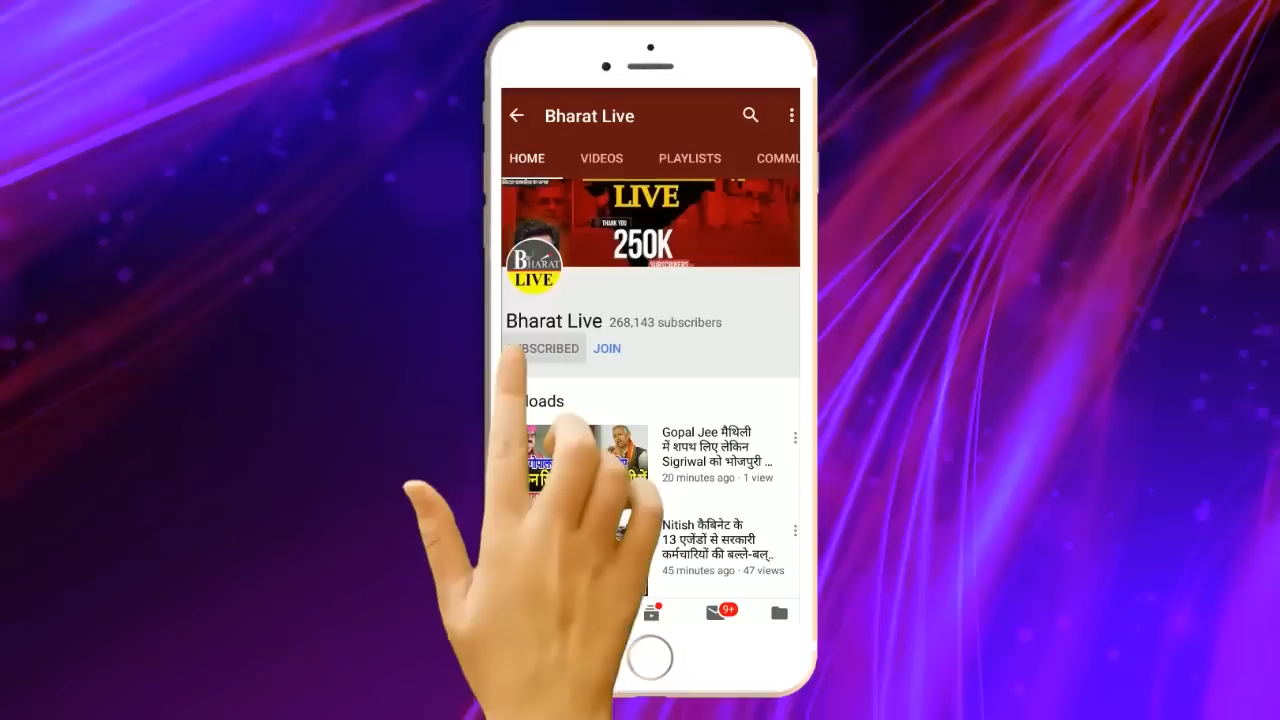 Bharat Live
HOME VIDEOS PLAYLISTS COMMU
LIVE
THANK YOU
250K
SUBSCRIBERS
BHARAT
LIVE
Bharat Live 268,143 subscribers
UBSCRIBED JOIN
loads
Gopal Jee मैथिली
में शपथ लिए लेकिन
Sigriwal को भोजपुरी ...
20 minutes ago · 1 view
Nitish कैबिनेट के
13 एजेंडों से सरकारी
कर्मचारियों की बल्ले-बल्..
45 minutes ago · 47 views
9+